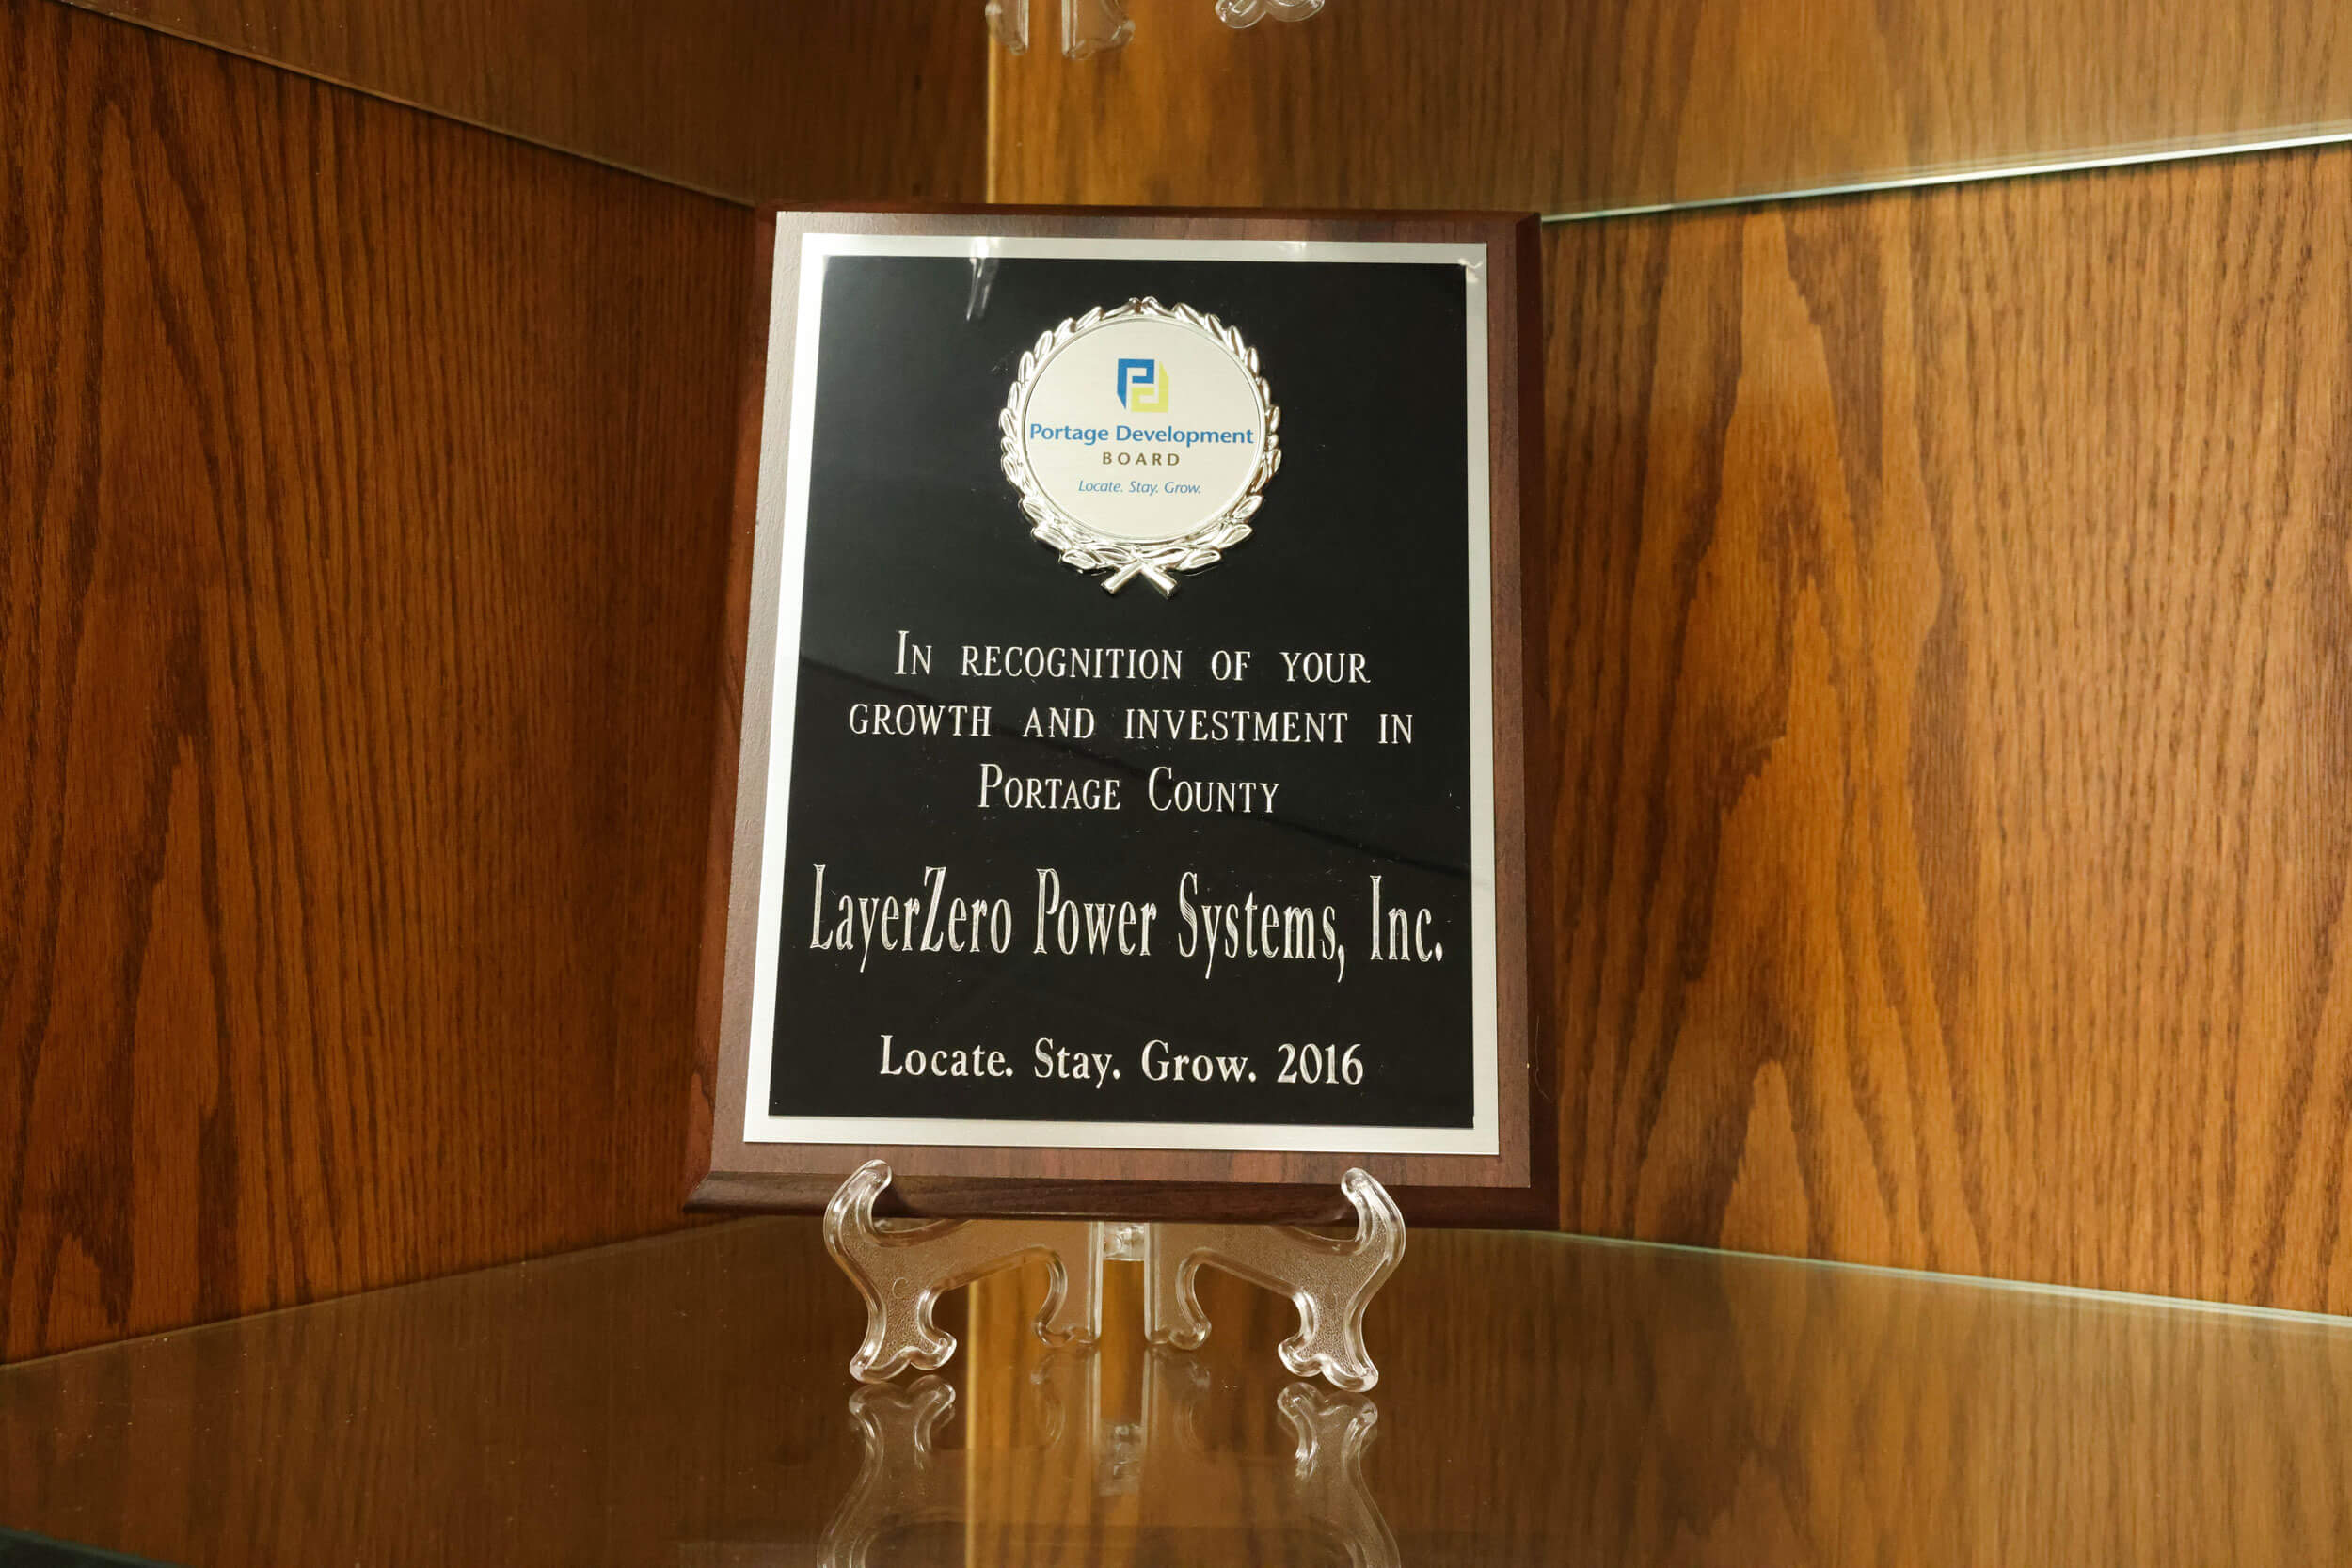 Portage Development
BOARD
Locate. Stay. Grow.
IN RECOGNITION OF YOUR
GROWTH AND INVESTMENT IN
PORTAGE COUNTY
LayerZero Power Systems, Inc.
Locate. Stay. Grow. 2016